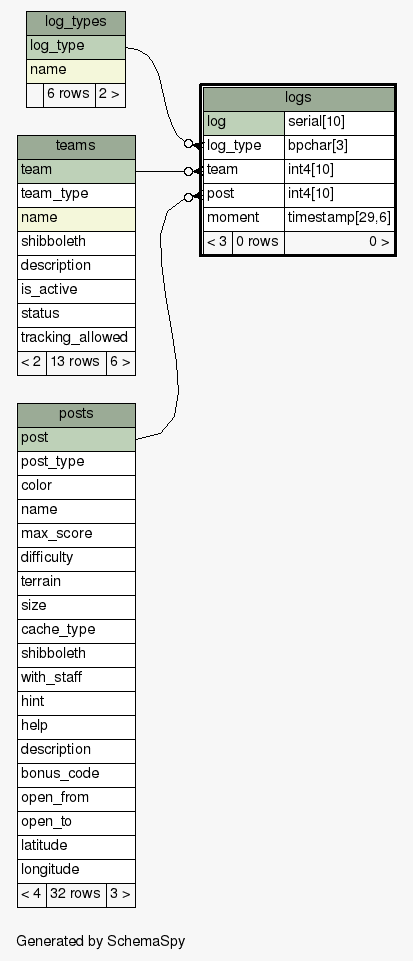 log_types
log_type
name
6 rows 2 >
teams
team
team_type
name
shibboleth
description
is_active
status
tracking_allowed
< 2 13 rows 6 >
logs
log serial[10]
log_type bpchar[3]
team int4[10]
post int4[10]
moment timestamp[29,6]
< 3 0 rows 0 >
posts
post
post_type
color
name
max_score
difficulty
terrain
size
cache_type
shibboleth
with_staff
hint
help
description
bonus_code
open_from
open_to
latitude
longitude
< 4 32 rows 3 >
Generated by SchemaSpy